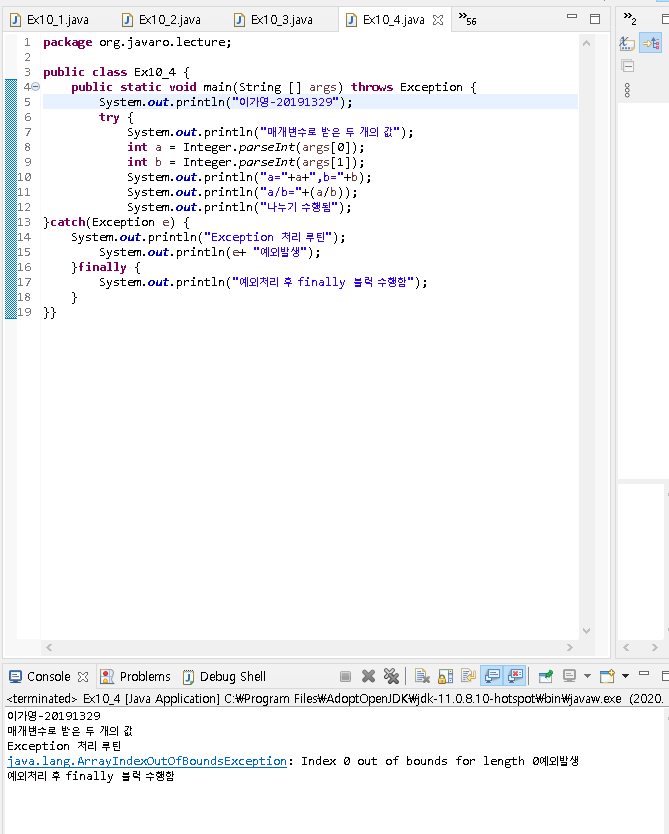 Ex10_1.java Ex10_2.java Ex10_3.java Ex10_4.java »56 »2
1 package org.javaro.lecture;
2
3 public class Ex10_4 {
4 public static void main(String [] args) throws Exception {
5 System.out.println("이가영-20191329");
6 try {
7 System.out.println("매개변수로 받은 두 개의 값");
8 int a = Integer.parseInt(args[0]);
9 int b = Integer.parseInt(args[1]);
10 System.out.println("a="+a+",b="+b);
11 System.out.println("a/b="+(a/b));
12 System.out.println("나누기 수행됨");
13 }catch(Exception e) {
14 System.out.println("Exception 처리 루틴");
15 System.out.println(e+ "예외발생");
16 }finally {
17 System.out.println("예외처리 후 finally 블럭 수행함");
18 }
19 }}
Console Problems Debug Shell
<terminated> Ex10_4 [Java Application] C:₩Program Files₩AdoptOpenJDK₩jdk-11.0.8.10-hotspot₩bin₩javaw.exe (2020.
이가영-20191329
매개변수로 받은 두 개의 값
Exception 처리 루틴
java.lang.ArrayIndexOutOfBoundsException: Index 0 out of bounds for length 0예외발생
예외처리 후 finally 블럭 수행함